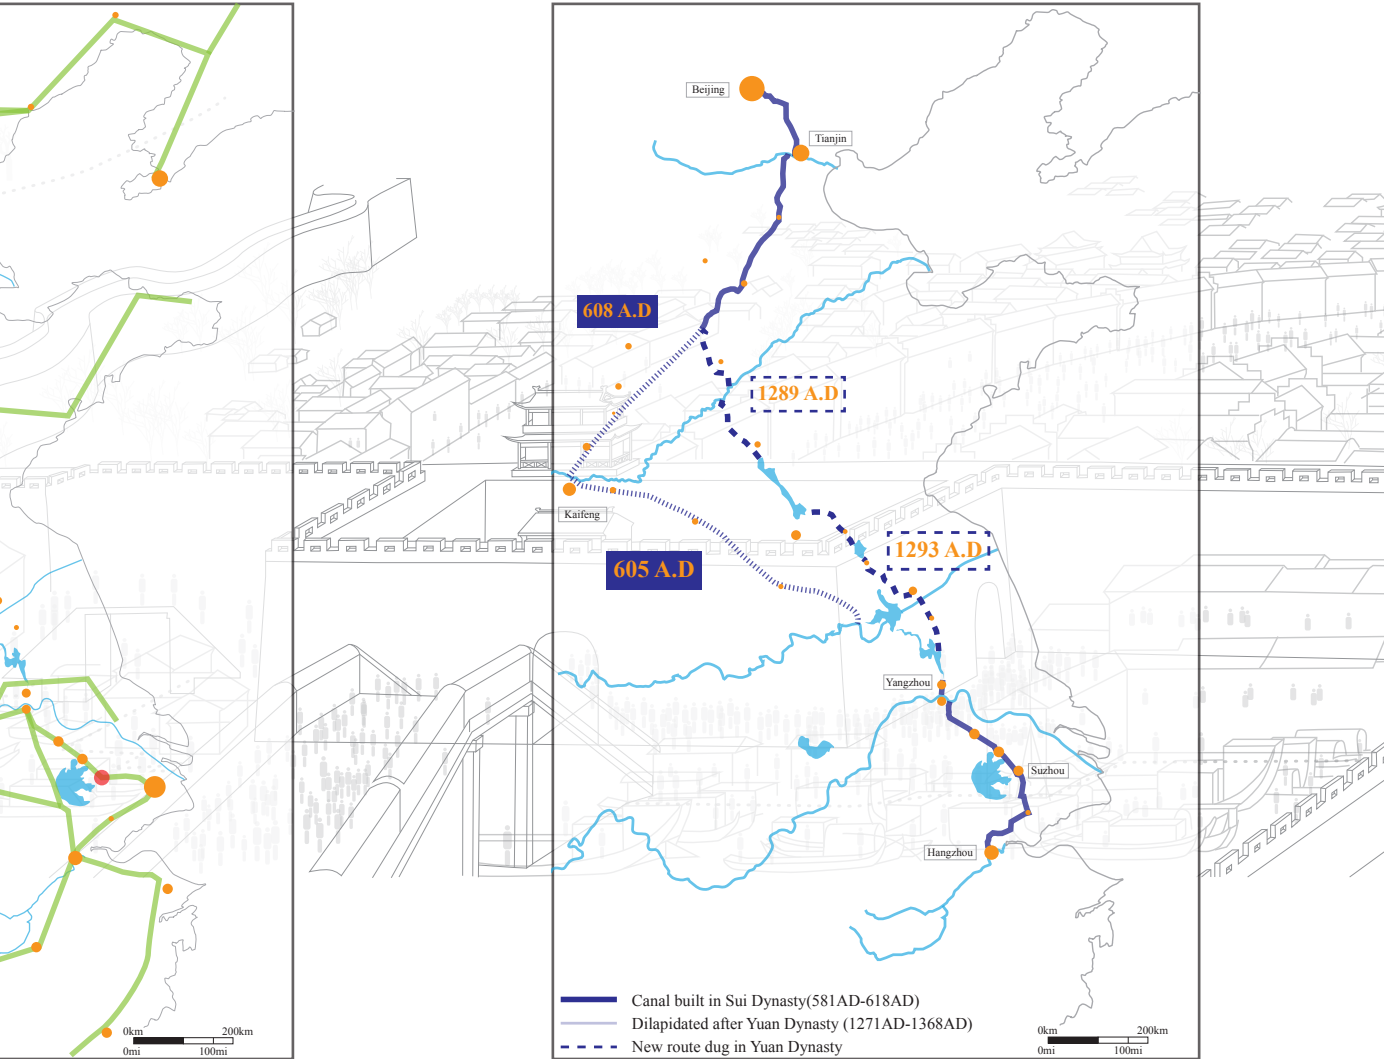 Beijing
Tianjin
608 A.D
1289 A.D
Kaifeng
1293 A.D
605 A.D
Yangzhou
Suzhou
Hangzhou
Canal built in Sui Dynasty(581AD-618AD)
Dilapidated after Yuan Dynasty (1271AD-1368AD)
New route dug in Yuan Dynasty
0km 200km
0mi 100mi
0km 200km
0mi 100mi